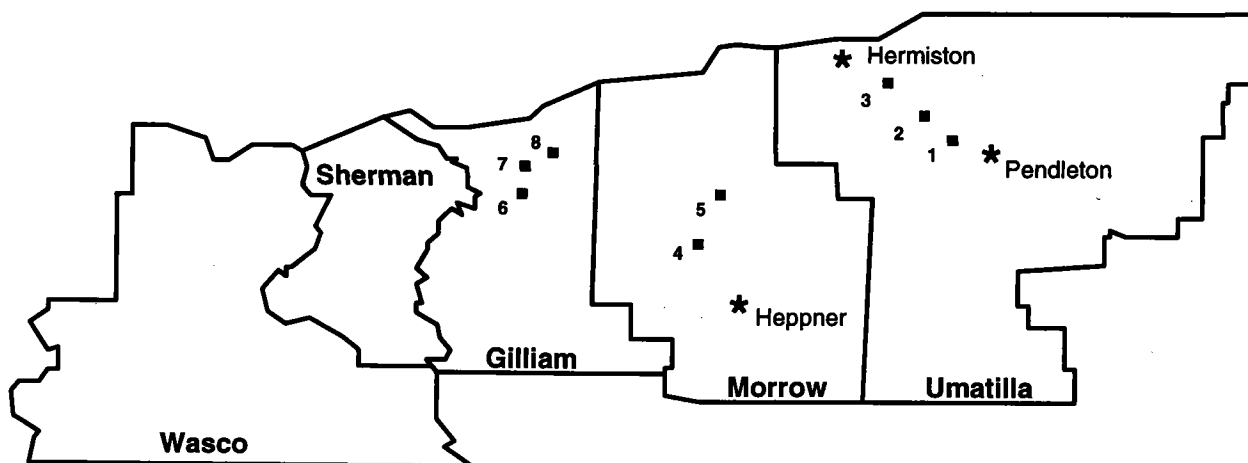 Hermiston
3
2
1
Pendleton
8
7
6
Sherman
5
4
Heppner
Gilliam
Morrow
Umatilla
Wasco